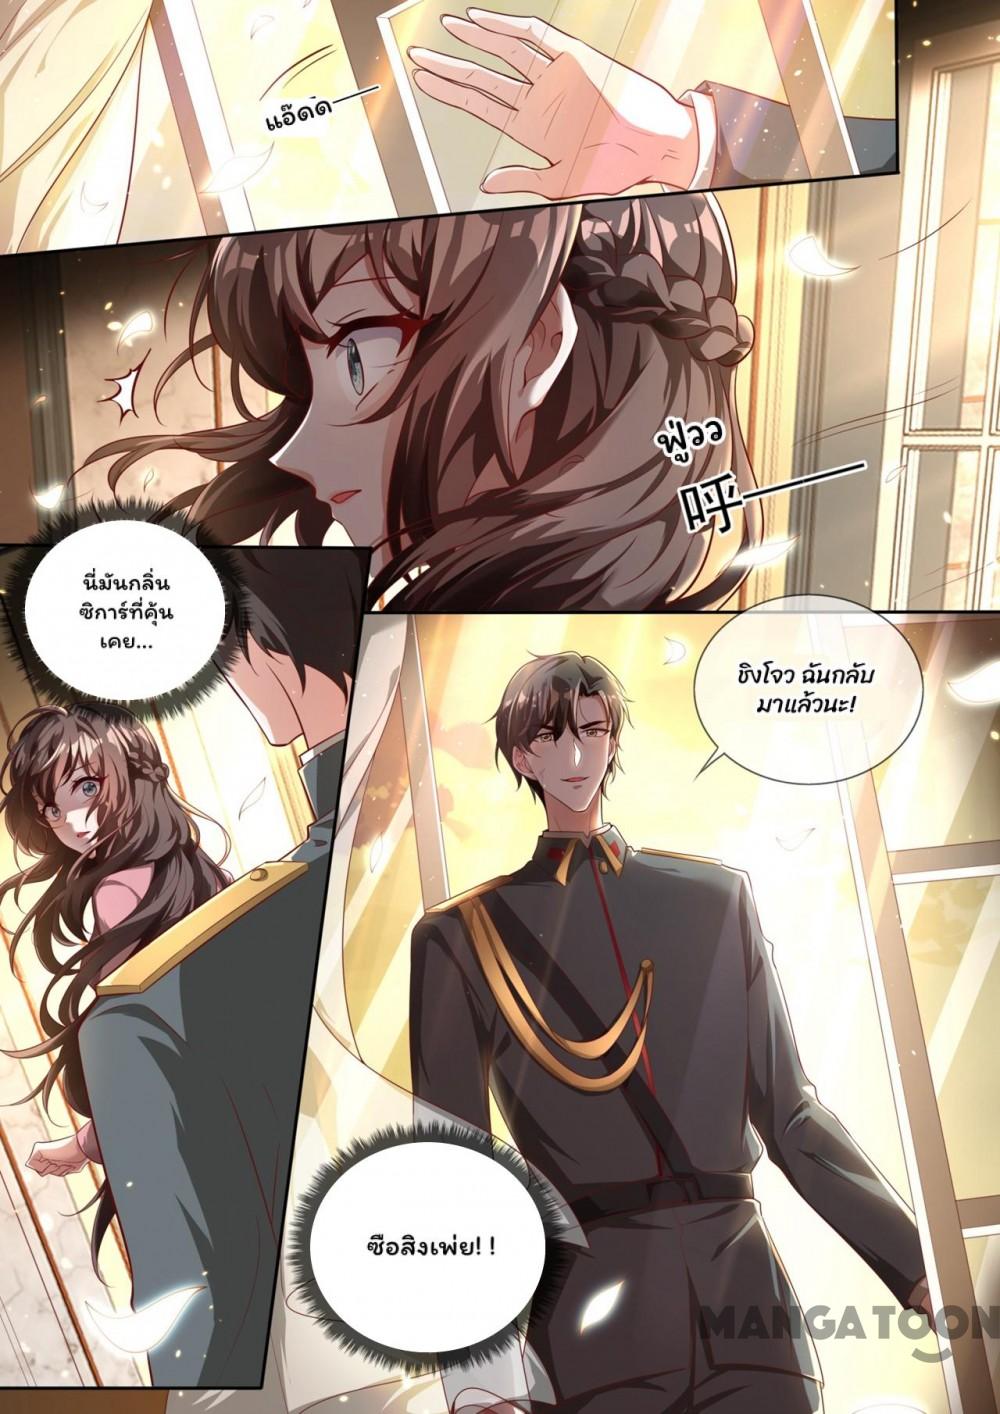 แอ๊ดด
ฟู่วว
呼
นี่มันกลิ่น
ซิการ์ที่คุ้น
เคย...
ชิงโจว ฉันกลับ
มาแล้วนะ!
ซือสิงเพ่ย!!
MANGATOON